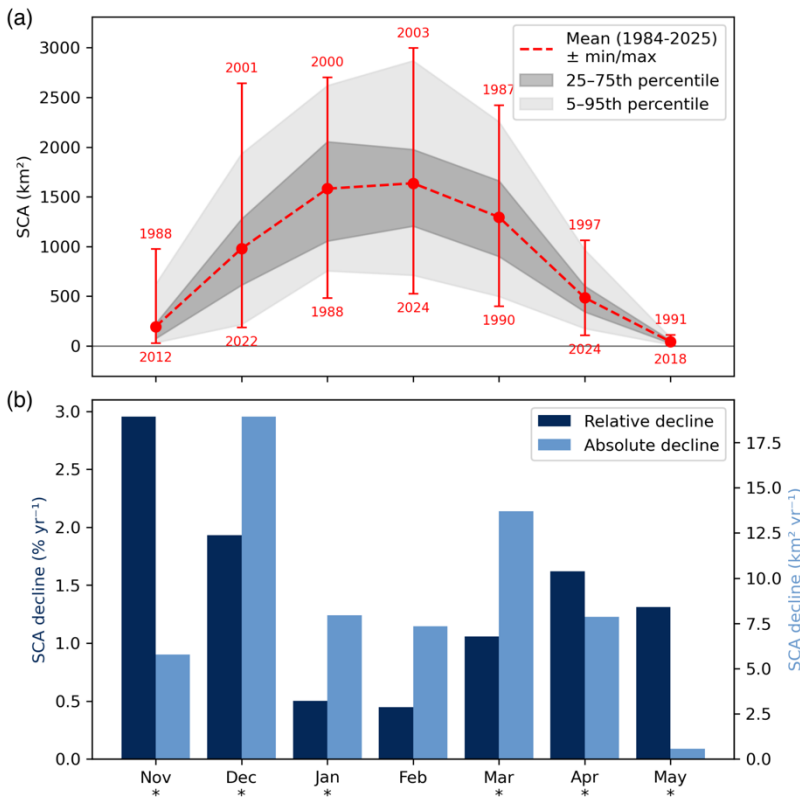 (a)
3000
2500
2000
1500
1000
500
0
SCA (km²)
1988
2012
2001
2022
2000
1988
2003
2024
1987
1990
1997
2024
1991
2018
Mean (1984-2025)
± min/max
25–75th percentile
5–95th percentile
(b)
3.0
2.5
2.0
1.5
1.0
0.5
0.0
SCA decline (% yr⁻¹)
Relative decline
Absolute decline
17.5
15.0
12.5
10.0
7.5
5.0
2.5
0.0
SCA decline (km² yr⁻¹)
Nov Dec Jan Feb Mar Apr May
* * * * * *